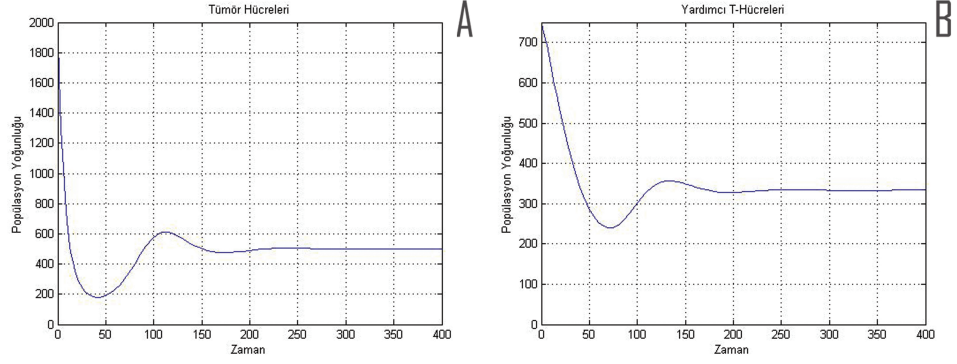 Tümör Hücreleri
A
Popülasyon Yoğunluğu
2000
1800
1600
1400
1200
1000
800
600
400
200
0
0 50 100 150 200 250 300 350 400
Zaman
Yardımcı T-Hücreleri
B
Popülasyon Yoğunluğu
700
600
500
400
300
200
100
0
0 50 100 150 200 250 300 350 400
Zaman